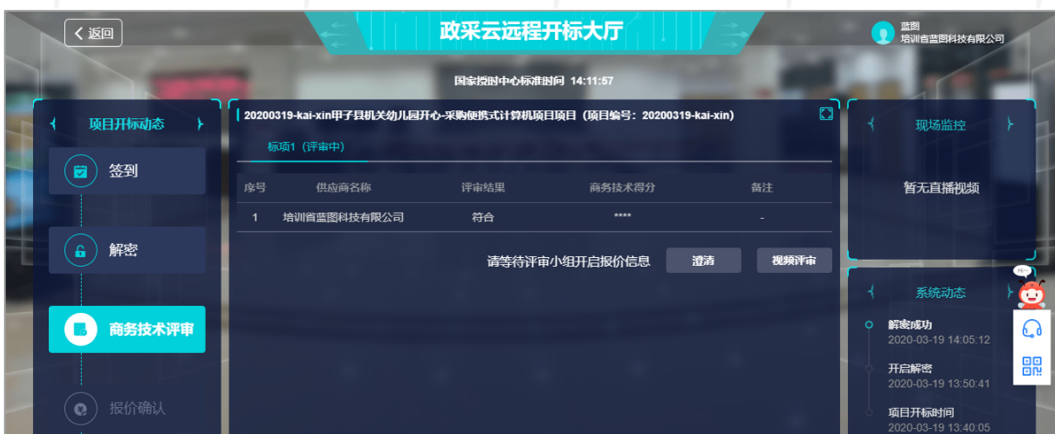 返回
政采云远程开标大厅
蓝图
培训省蓝图科技有限公司
国家授时中心标准时间 14:11:57
项目开标动态
签到
解密
商务技术评审
报价确认
20200319-kai-xin甲子县机关幼儿园开心-采购便携式计算机项目项目（项目编号：20200319-kai-xin）
标项1（评审中）
序号 供应商名称 评审结果 商务技术得分 备注
1 培训省蓝图科技有限公司 符合 **** -
请等待评审小组开启报价信息 澄清 视频评审
现场监控
暂无直播视频
Hi~
系统动态
解密成功
2020-03-19 14:05:12
开启解密
2020-03-19 13:50:41
项目开标时间
2020-03-19 13:40:05